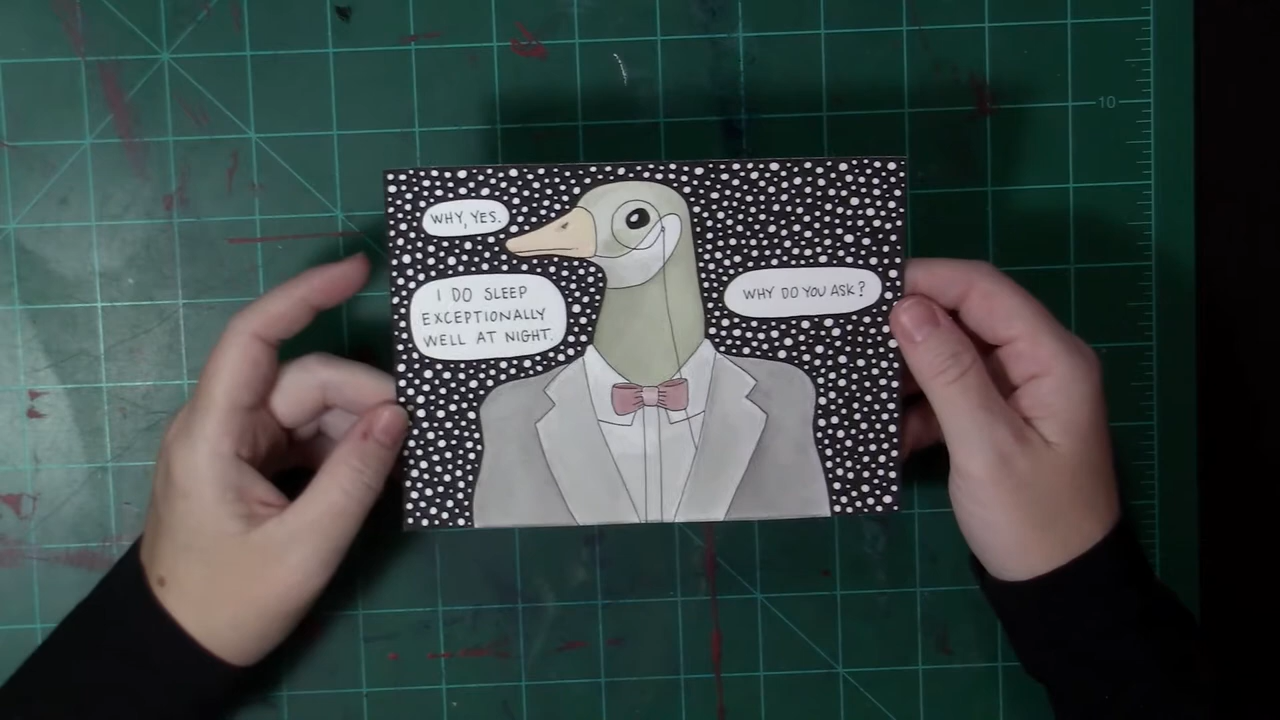 WHY, YES.
I DO SLEEP
EXCEPTIONALLY
WELL AT NIGHT.
WHY DO YOU ASK?
10